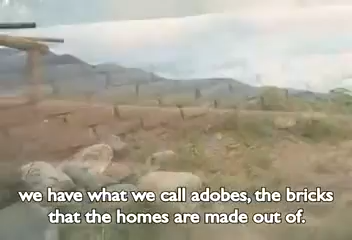 we have what we call adobes, the bricks
that the homes are made out of.